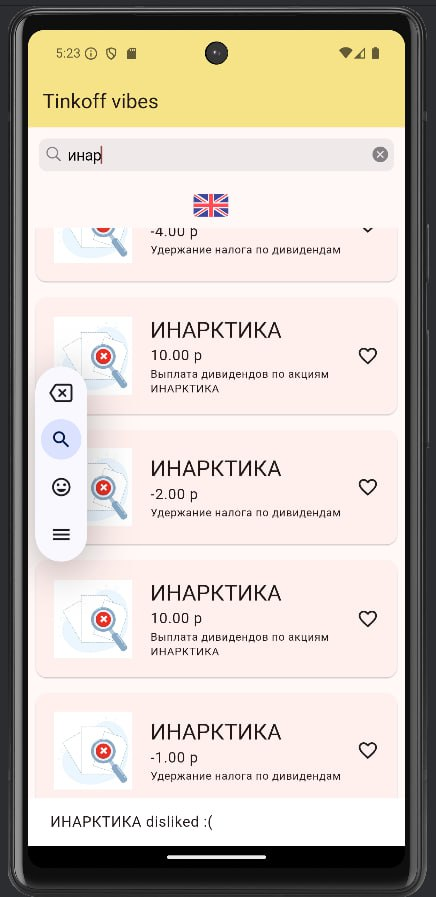 5:23
Tinkoff vibes
инар
-4.00 р
Удержание налога по дивидендам
ИНАРКТИКА
10.00 р
Выплата дивидендов по акциям
ИНАРКТИКА
ИНАРКТИКА
-2.00 р
Удержание налога по дивидендам
ИНАРКТИКА
10.00 р
Выплата дивидендов по акциям
ИНАРКТИКА
ИНАРКТИКА
-1.00 р
Удержание налога по дивидендам
ИНАРКТИКА disliked :(